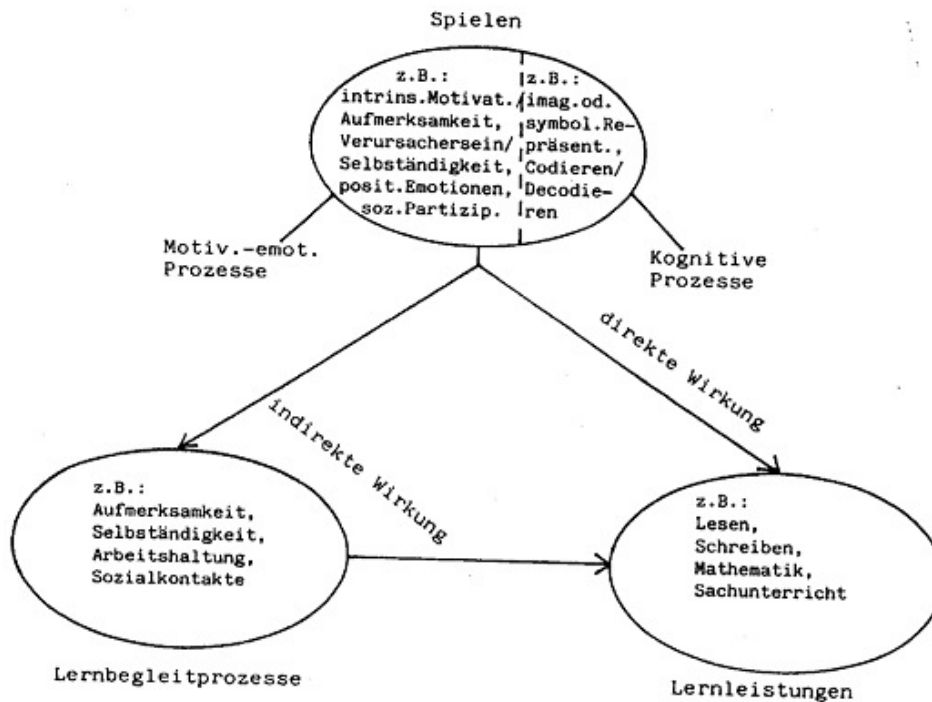 Spielen
z.B.:
intrins.Motivat./
Aufmerksamkeit,
Verursachersein/
Selbständigkeit,
posit.Emotionen,
soz.Partizip.
z.B.:
imag.od.
symbol.Re-
präsent.,
Codieren/
Decodie-
ren
Motiv.-emot.
Prozesse
Kognitive
Prozesse
direkte Wirkung
indirekte Wirkung
z.B.:
Aufmerksamkeit,
Selbständigkeit,
Arbeitshaltung,
Sozialkontakte
z.B.:
Lesen,
Schreiben,
Mathematik,
Sachunterricht
Lernbegleitprozesse
Lernleistungen